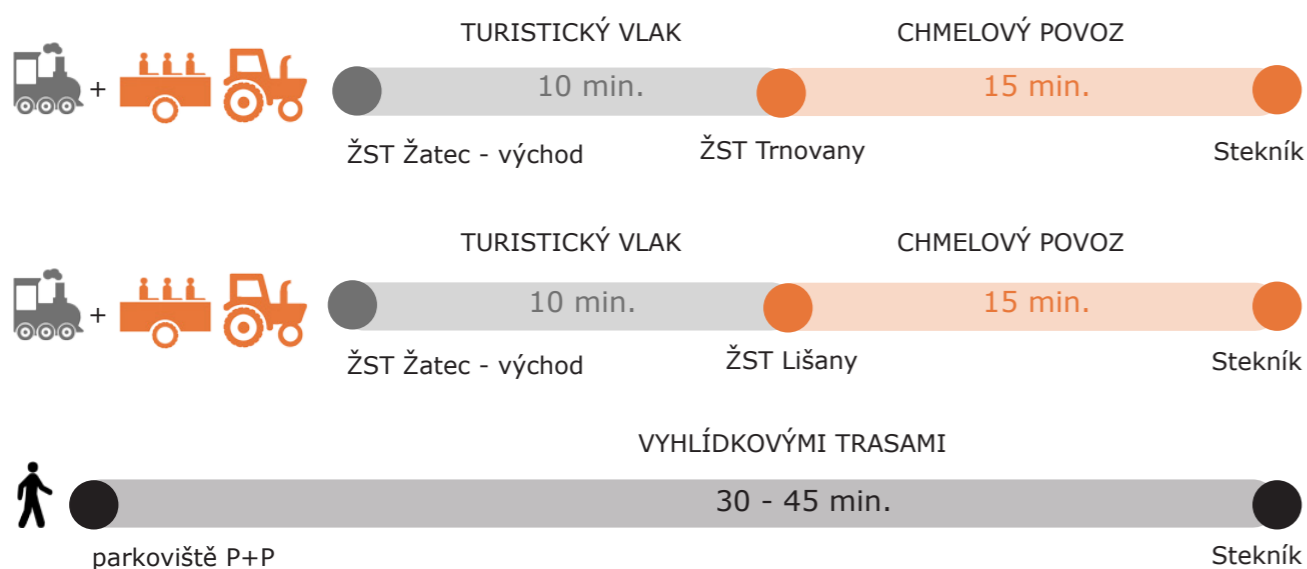 TURISTICKÝ VLAK CHMELOVÝ POVOZ
+ 10 min. 15 min.
ŽST Žatec - východ ŽST Trnovany Stekník
TURISTICKÝ VLAK CHMELOVÝ POVOZ
+ 10 min. 15 min.
ŽST Žatec - východ ŽST Lišany Stekník
VYHLÍDKOVÝMI TRASAMI
30 - 45 min.
parkoviště P+P Stekník